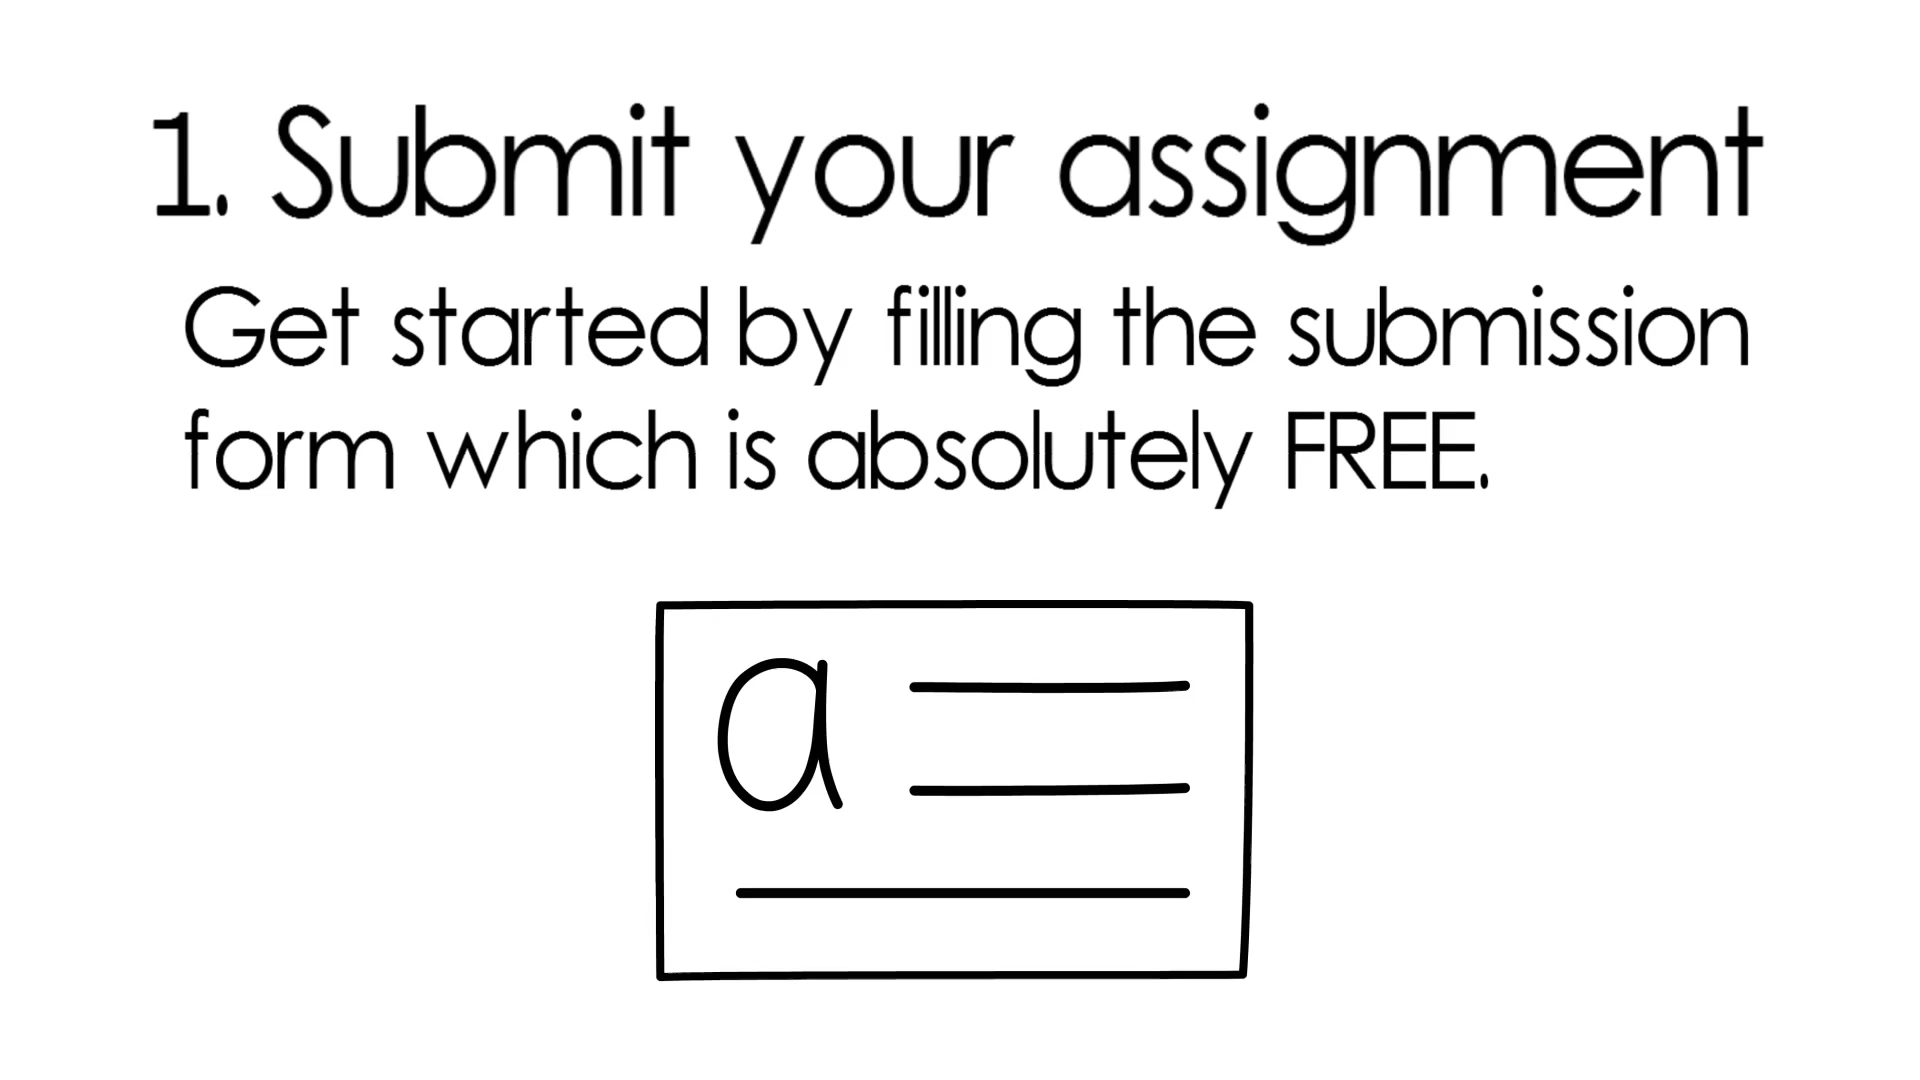 1. Submit your assignment
Get started by filling the submission
form which is absolutely FREE.
a